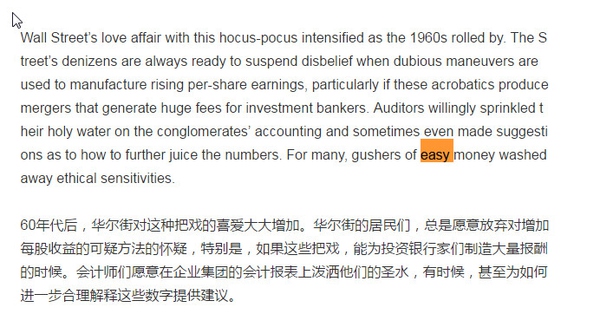 Wall Street's love affair with this hocus-pocus intensified as the 1960s rolled by. The S
treet's denizens are always ready to suspend disbelief when dubious maneuvers are
used to manufacture rising per-share earnings, particularly if these acrobatics produce
mergers that generate huge fees for investment bankers. Auditors willingly sprinkled t
heir holy water on the conglomerates' accounting and sometimes even made suggesti
ons as to how to further juice the numbers. For many, gushers of easy money washed
away ethical sensitivities.
60年代后，华尔街对这种把戏的喜爱大大增加。华尔街的居民们，总是愿意放弃对增加
每股收益的可疑方法的怀疑，特别是，如果这些把戏，能为投资银行家们制造大量报酬
的时候。会计师们愿意在企业集团的会计报表上泼洒他们的圣水，有时候，甚至为如何
进一步合理解释这些数字提供建议。